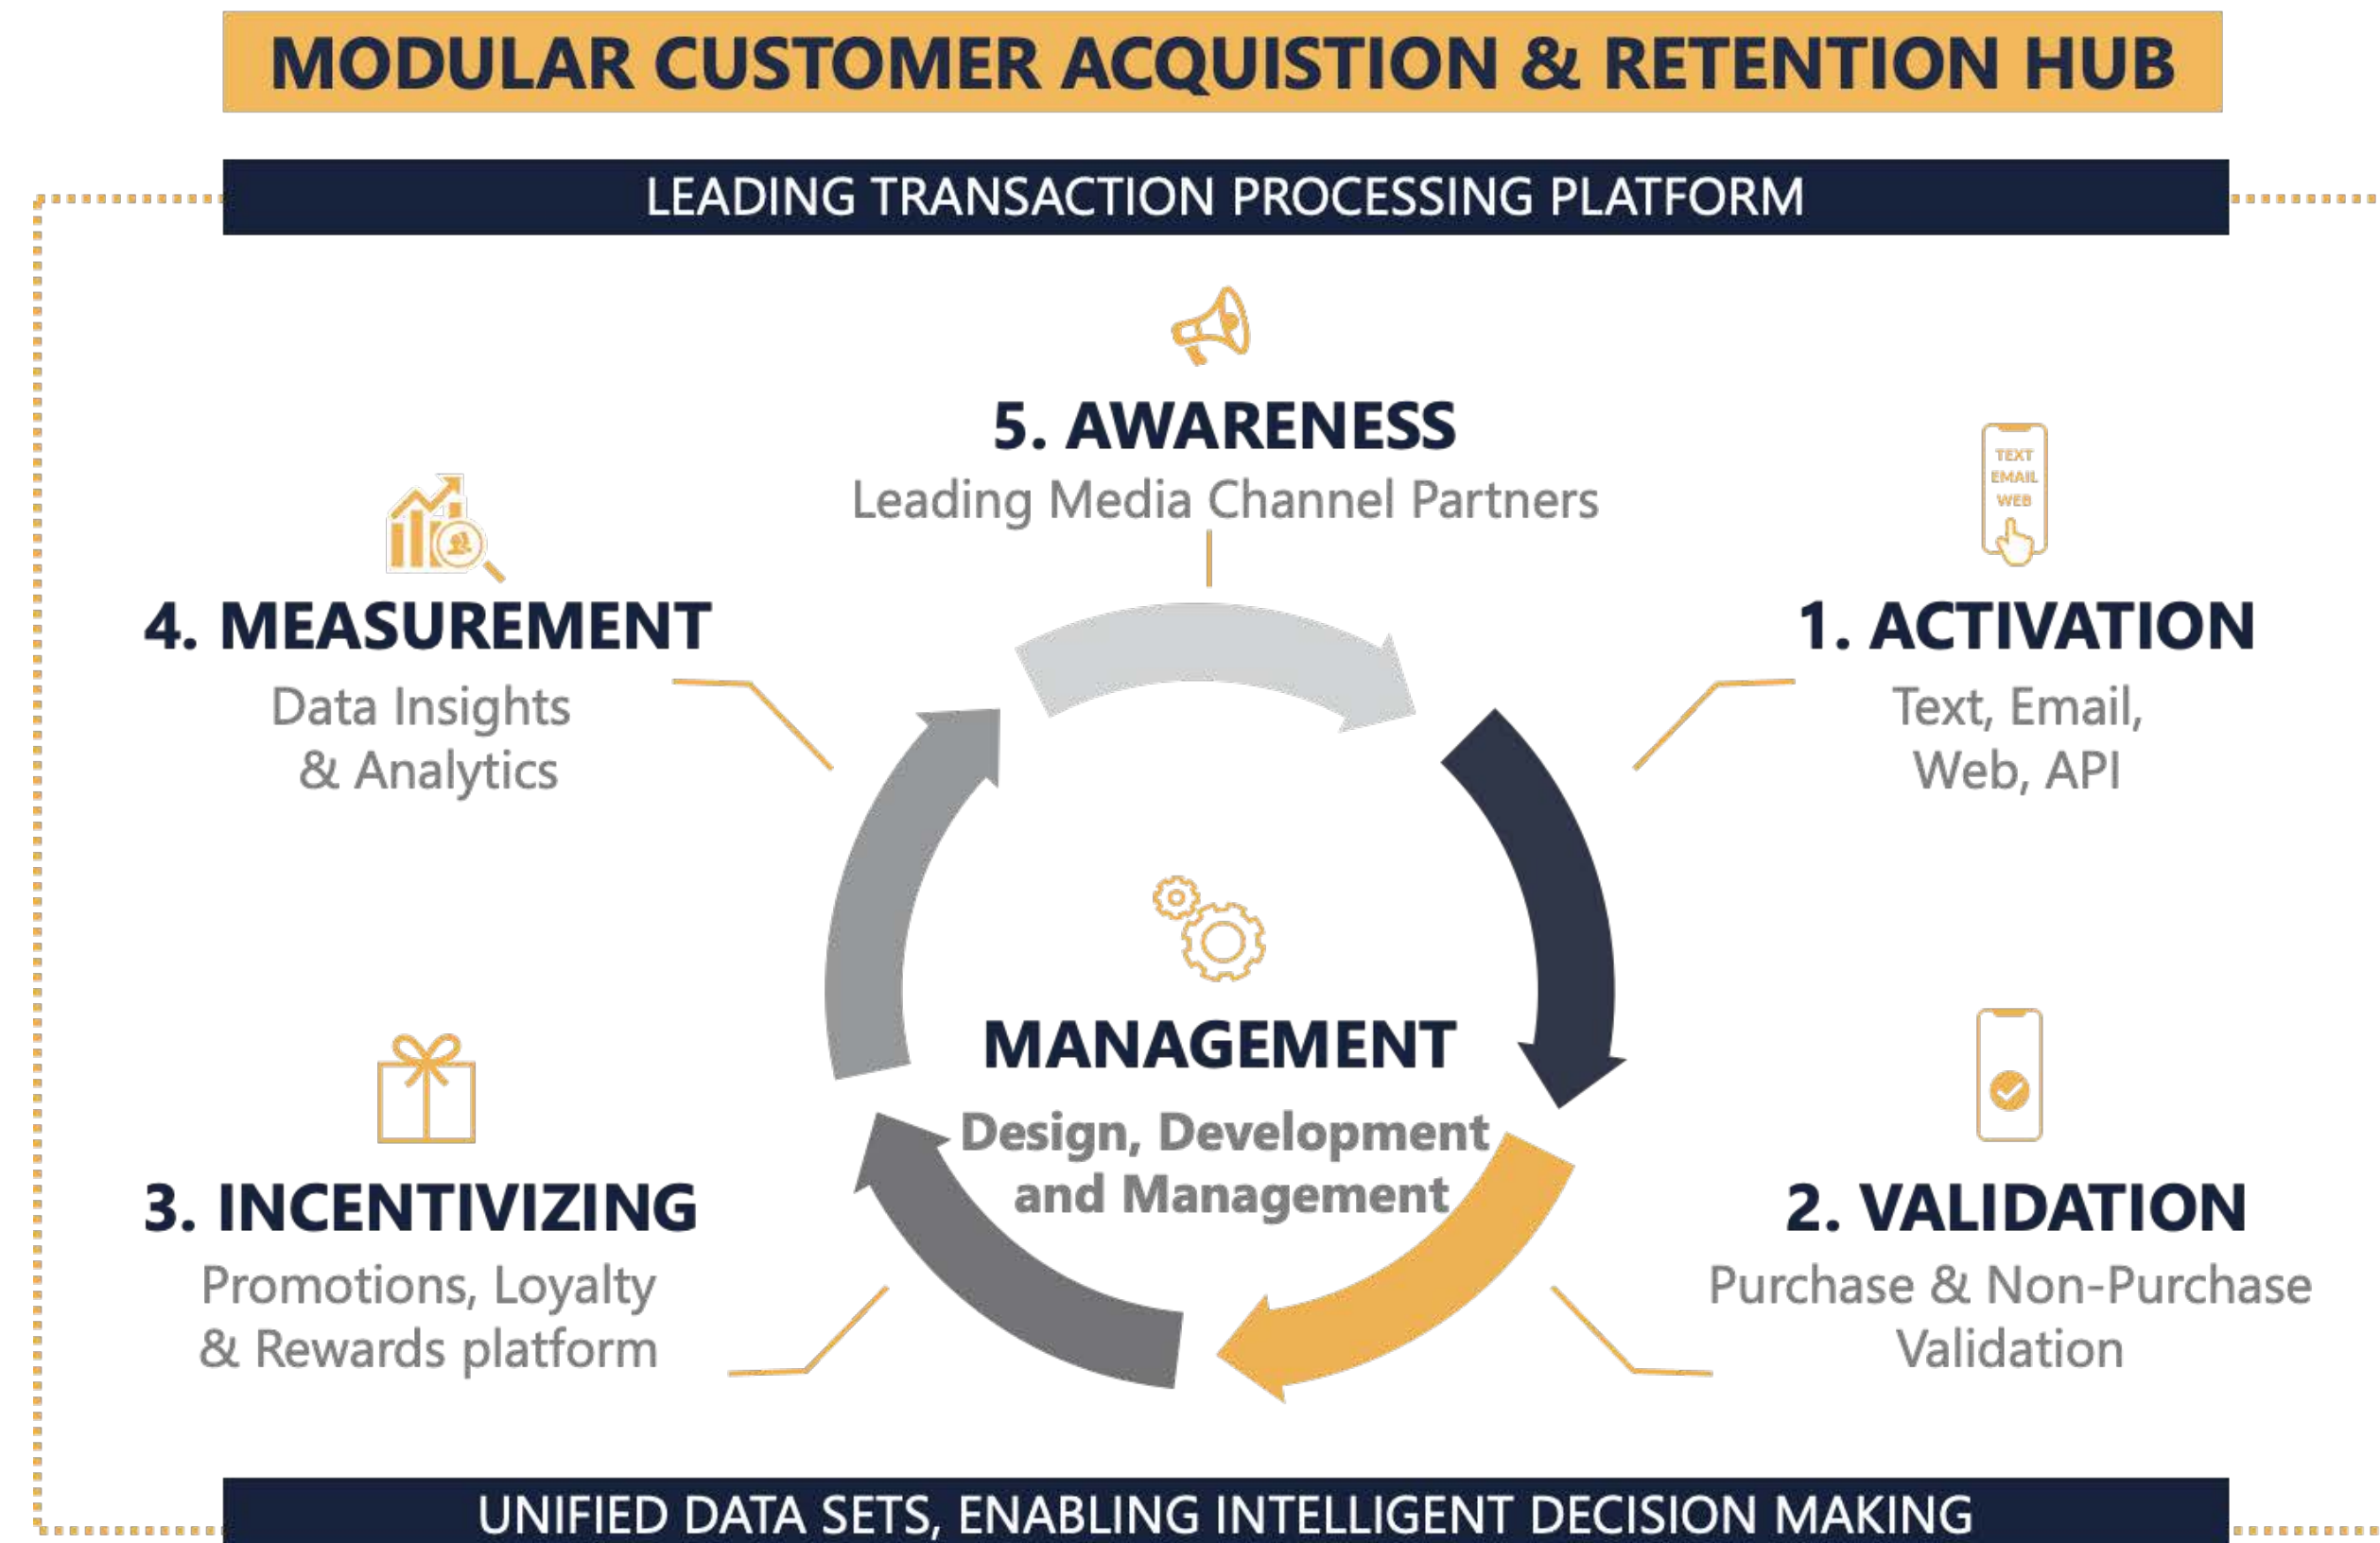 MODULAR CUSTOMER ACQUISTION & RETENTION HUB
LEADING TRANSACTION PROCESSING PLATFORM
5. AWARENESS
Leading Media Channel Partners
TEXT
EMAIL
WEB
1. ACTIVATION
Text, Email,
Web, API
2. VALIDATION
Purchase & Non-Purchase
Validation
3. INCENTIVIZING
Promotions, Loyalty
& Rewards platform
4. MEASUREMENT
Data Insights
& Analytics
MANAGEMENT
Design, Development
and Management
UNIFIED DATA SETS, ENABLING INTELLIGENT DECISION MAKING